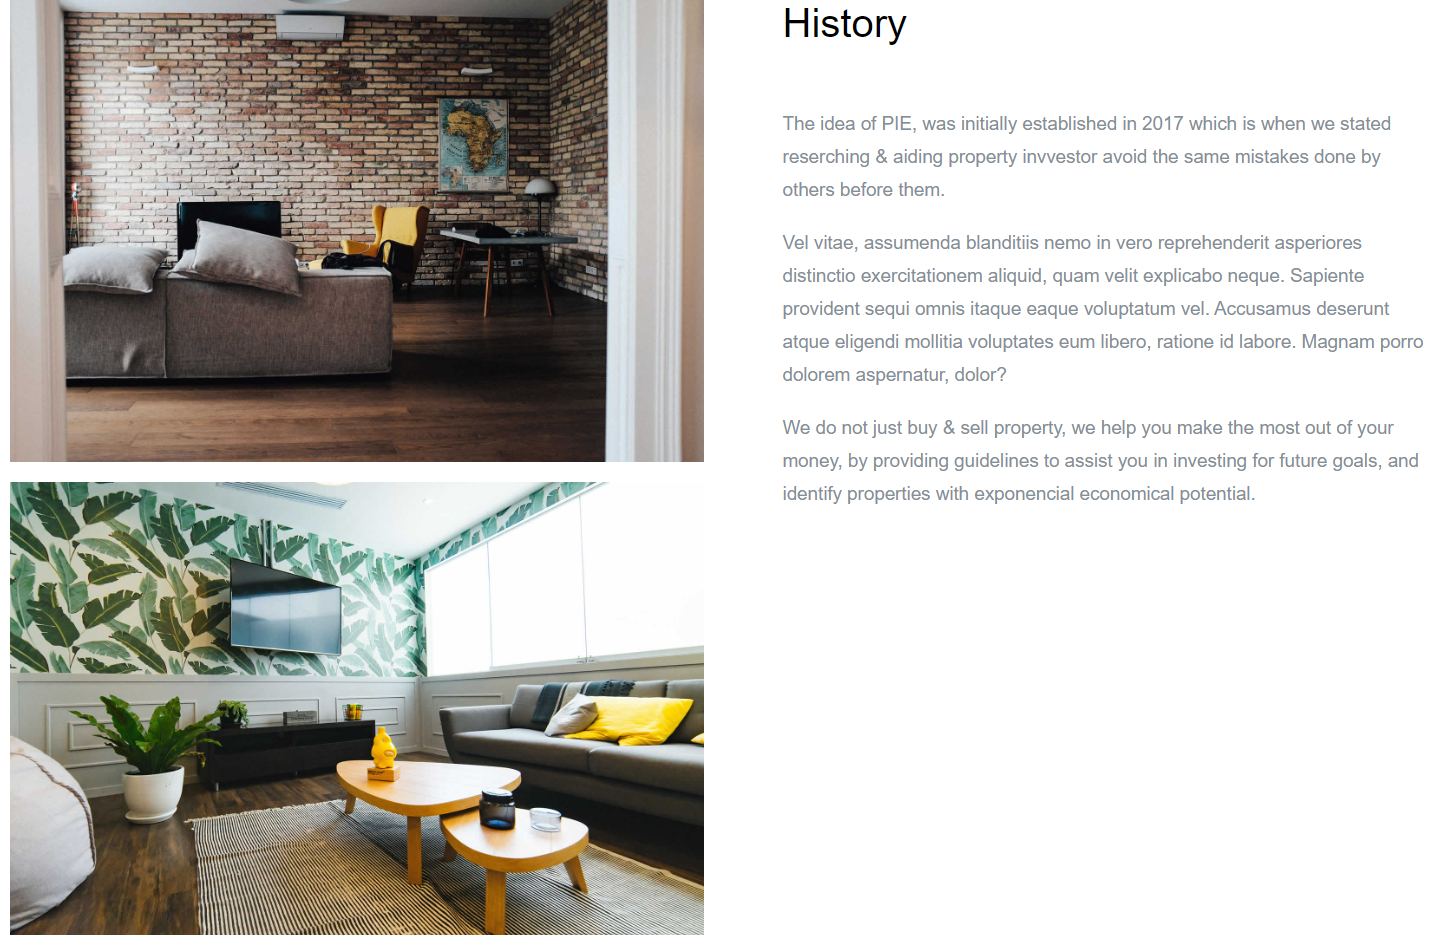 History
The idea of PIE, was initially established in 2017 which is when we stated
reserching & aiding property invvestor avoid the same mistakes done by
others before them.
Vel vitae, assumenda blanditiis nemo in vero reprehenderit asperiores
distinctio exercitationem aliquid, quam velit explicabo neque. Sapiente
provident sequi omnis itaque eaque voluptatum vel. Accusamus deserunt
atque eligendi mollitia voluptates eum libero, ratione id labore. Magnam porro
dolorem aspernatur, dolor?
We do not just buy & sell property, we help you make the most out of your
money, by providing guidelines to assist you in investing for future goals, and
identify properties with exponencial economical potential.